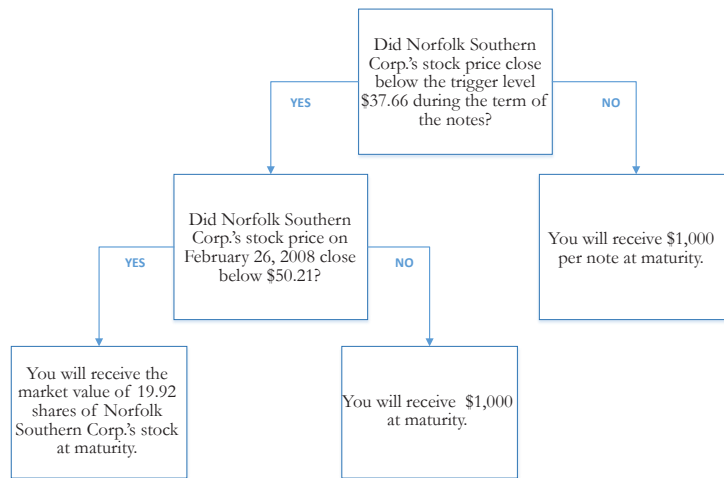 Did Norfolk Southern
Corp.'s stock price close
below the trigger level
$37.66 during the term of
the notes?
YES
NO
Did Norfolk Southern
Corp.'s stock price on
February 26, 2008 close
below $50.21?
You will receive $1,000
per note at maturity.
YES
NO
You will receive the
market value of 19.92
shares of Norfolk
Southern Corp.'s stock
at maturity.
You will receive $1,000
at maturity.